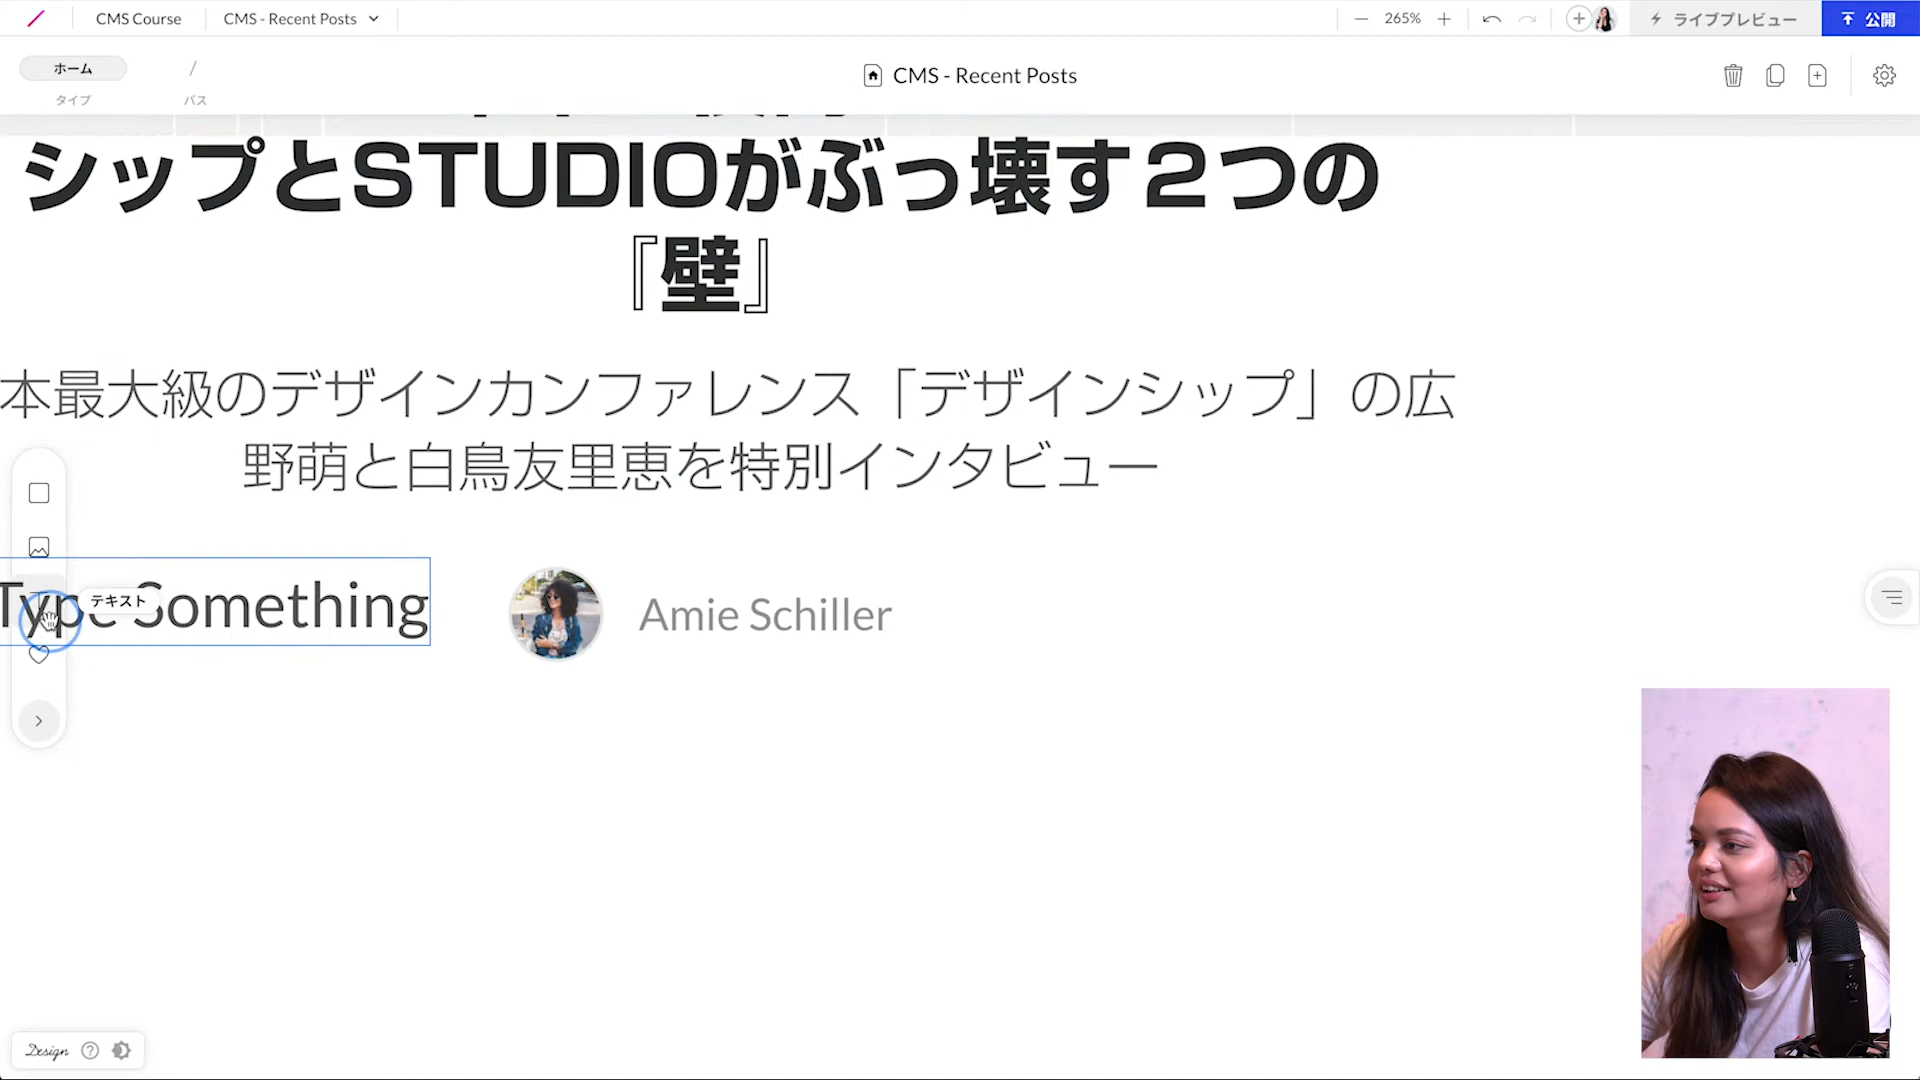 CMS Course
CMS - Recent Posts
265%
ライブプレビュー
公開
ホーム
タイプ
/
パス
CMS - Recent Posts
シップとSTUDIOがぶっ壊す２つの
『壁』
本最大級のデザインカンファレンス「デザインシップ」の広
野萌と白鳥友里恵を特別インタビュー
Type Something
テキスト
Amie Schiller
Design